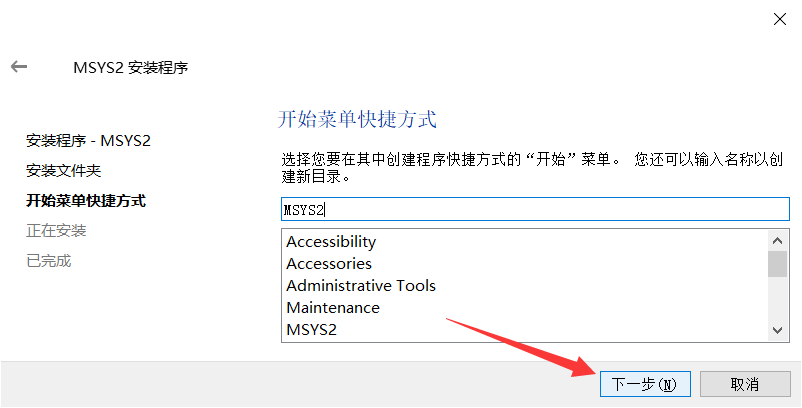 MSYS2 安装程序
安装程序 - MSYS2
安装文件夹
开始菜单快捷方式
正在安装
已完成
开始菜单快捷方式
选择您要在其中创建程序快捷方式的“开始”菜单。 您还可以输入名称以创
建新目录。
MSYS2
Accessibility
Accessories
Administrative Tools
Maintenance
MSYS2
下一步(N)
取消